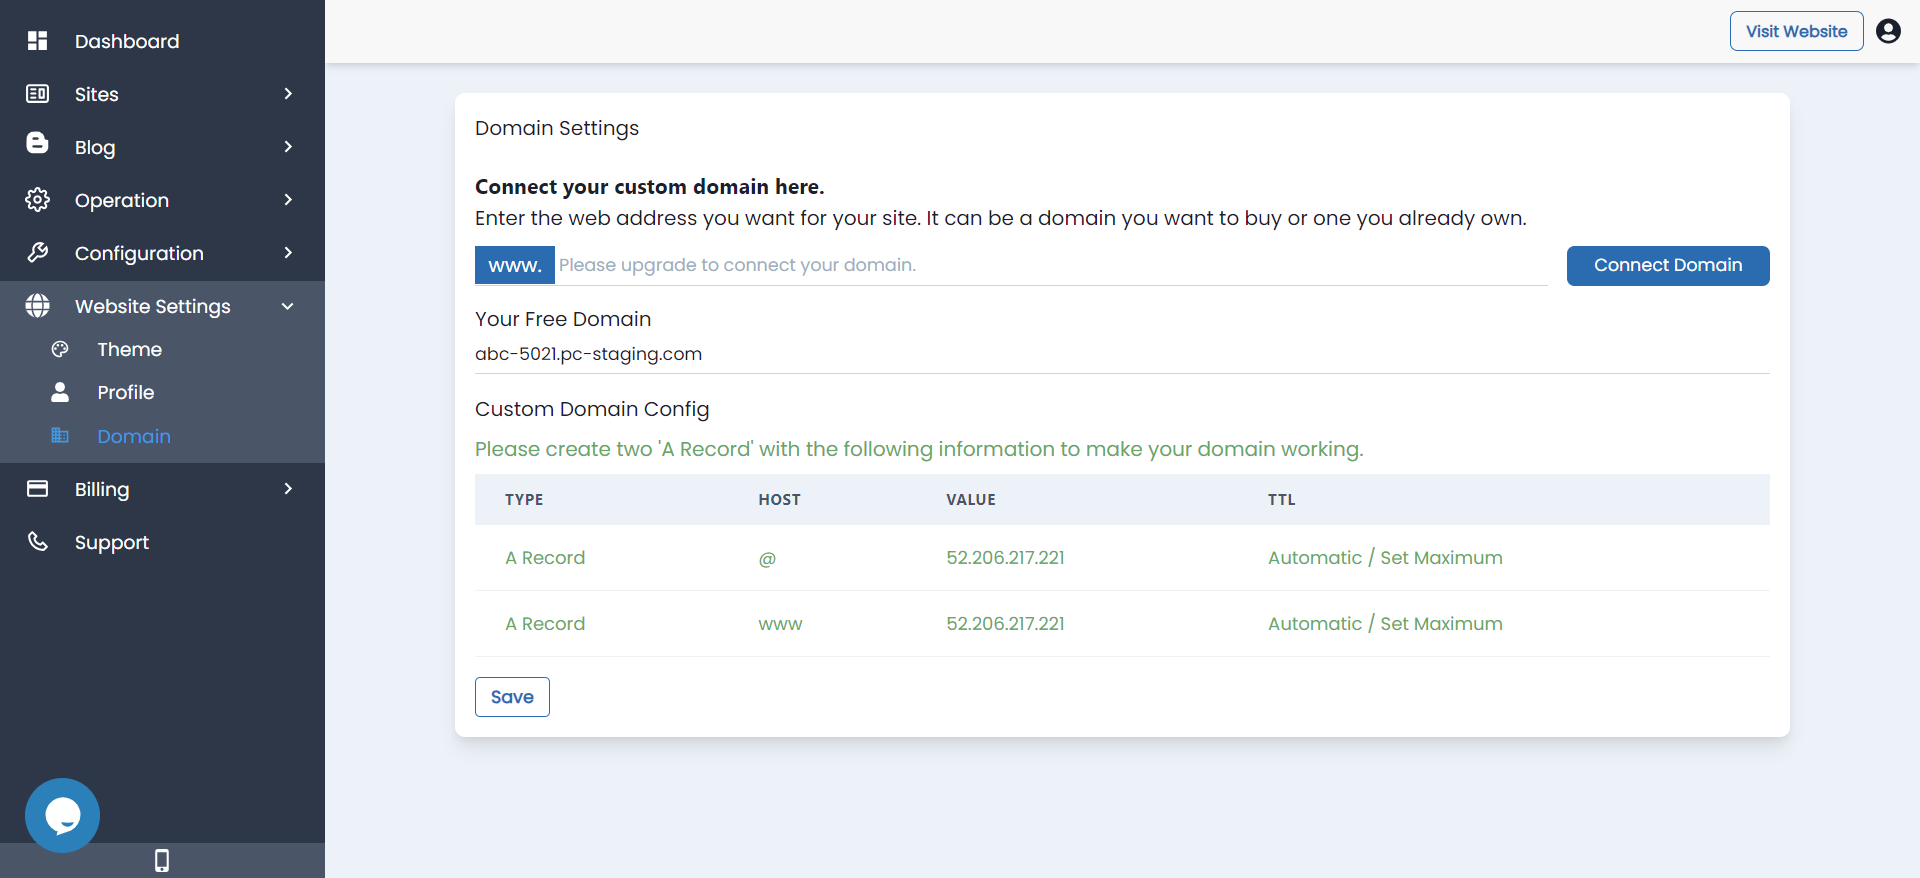 Dashboard
Sites
Blog
Operation
Configuration
Website Settings
Theme
Profile
Domain
Billing
Support
Visit Website
Domain Settings
Connect your custom domain here.
Enter the web address you want for your site. It can be a domain you want to buy or one you already own.
www. Please upgrade to connect your domain. Connect Domain
Your Free Domain
abc-5021.pc-staging.com
Custom Domain Config
Please create two 'A Record' with the following information to make your domain working.
TYPE HOST VALUE TTL
A Record @ 52.206.217.221 Automatic / Set Maximum
A Record www 52.206.217.221 Automatic / Set Maximum
Save